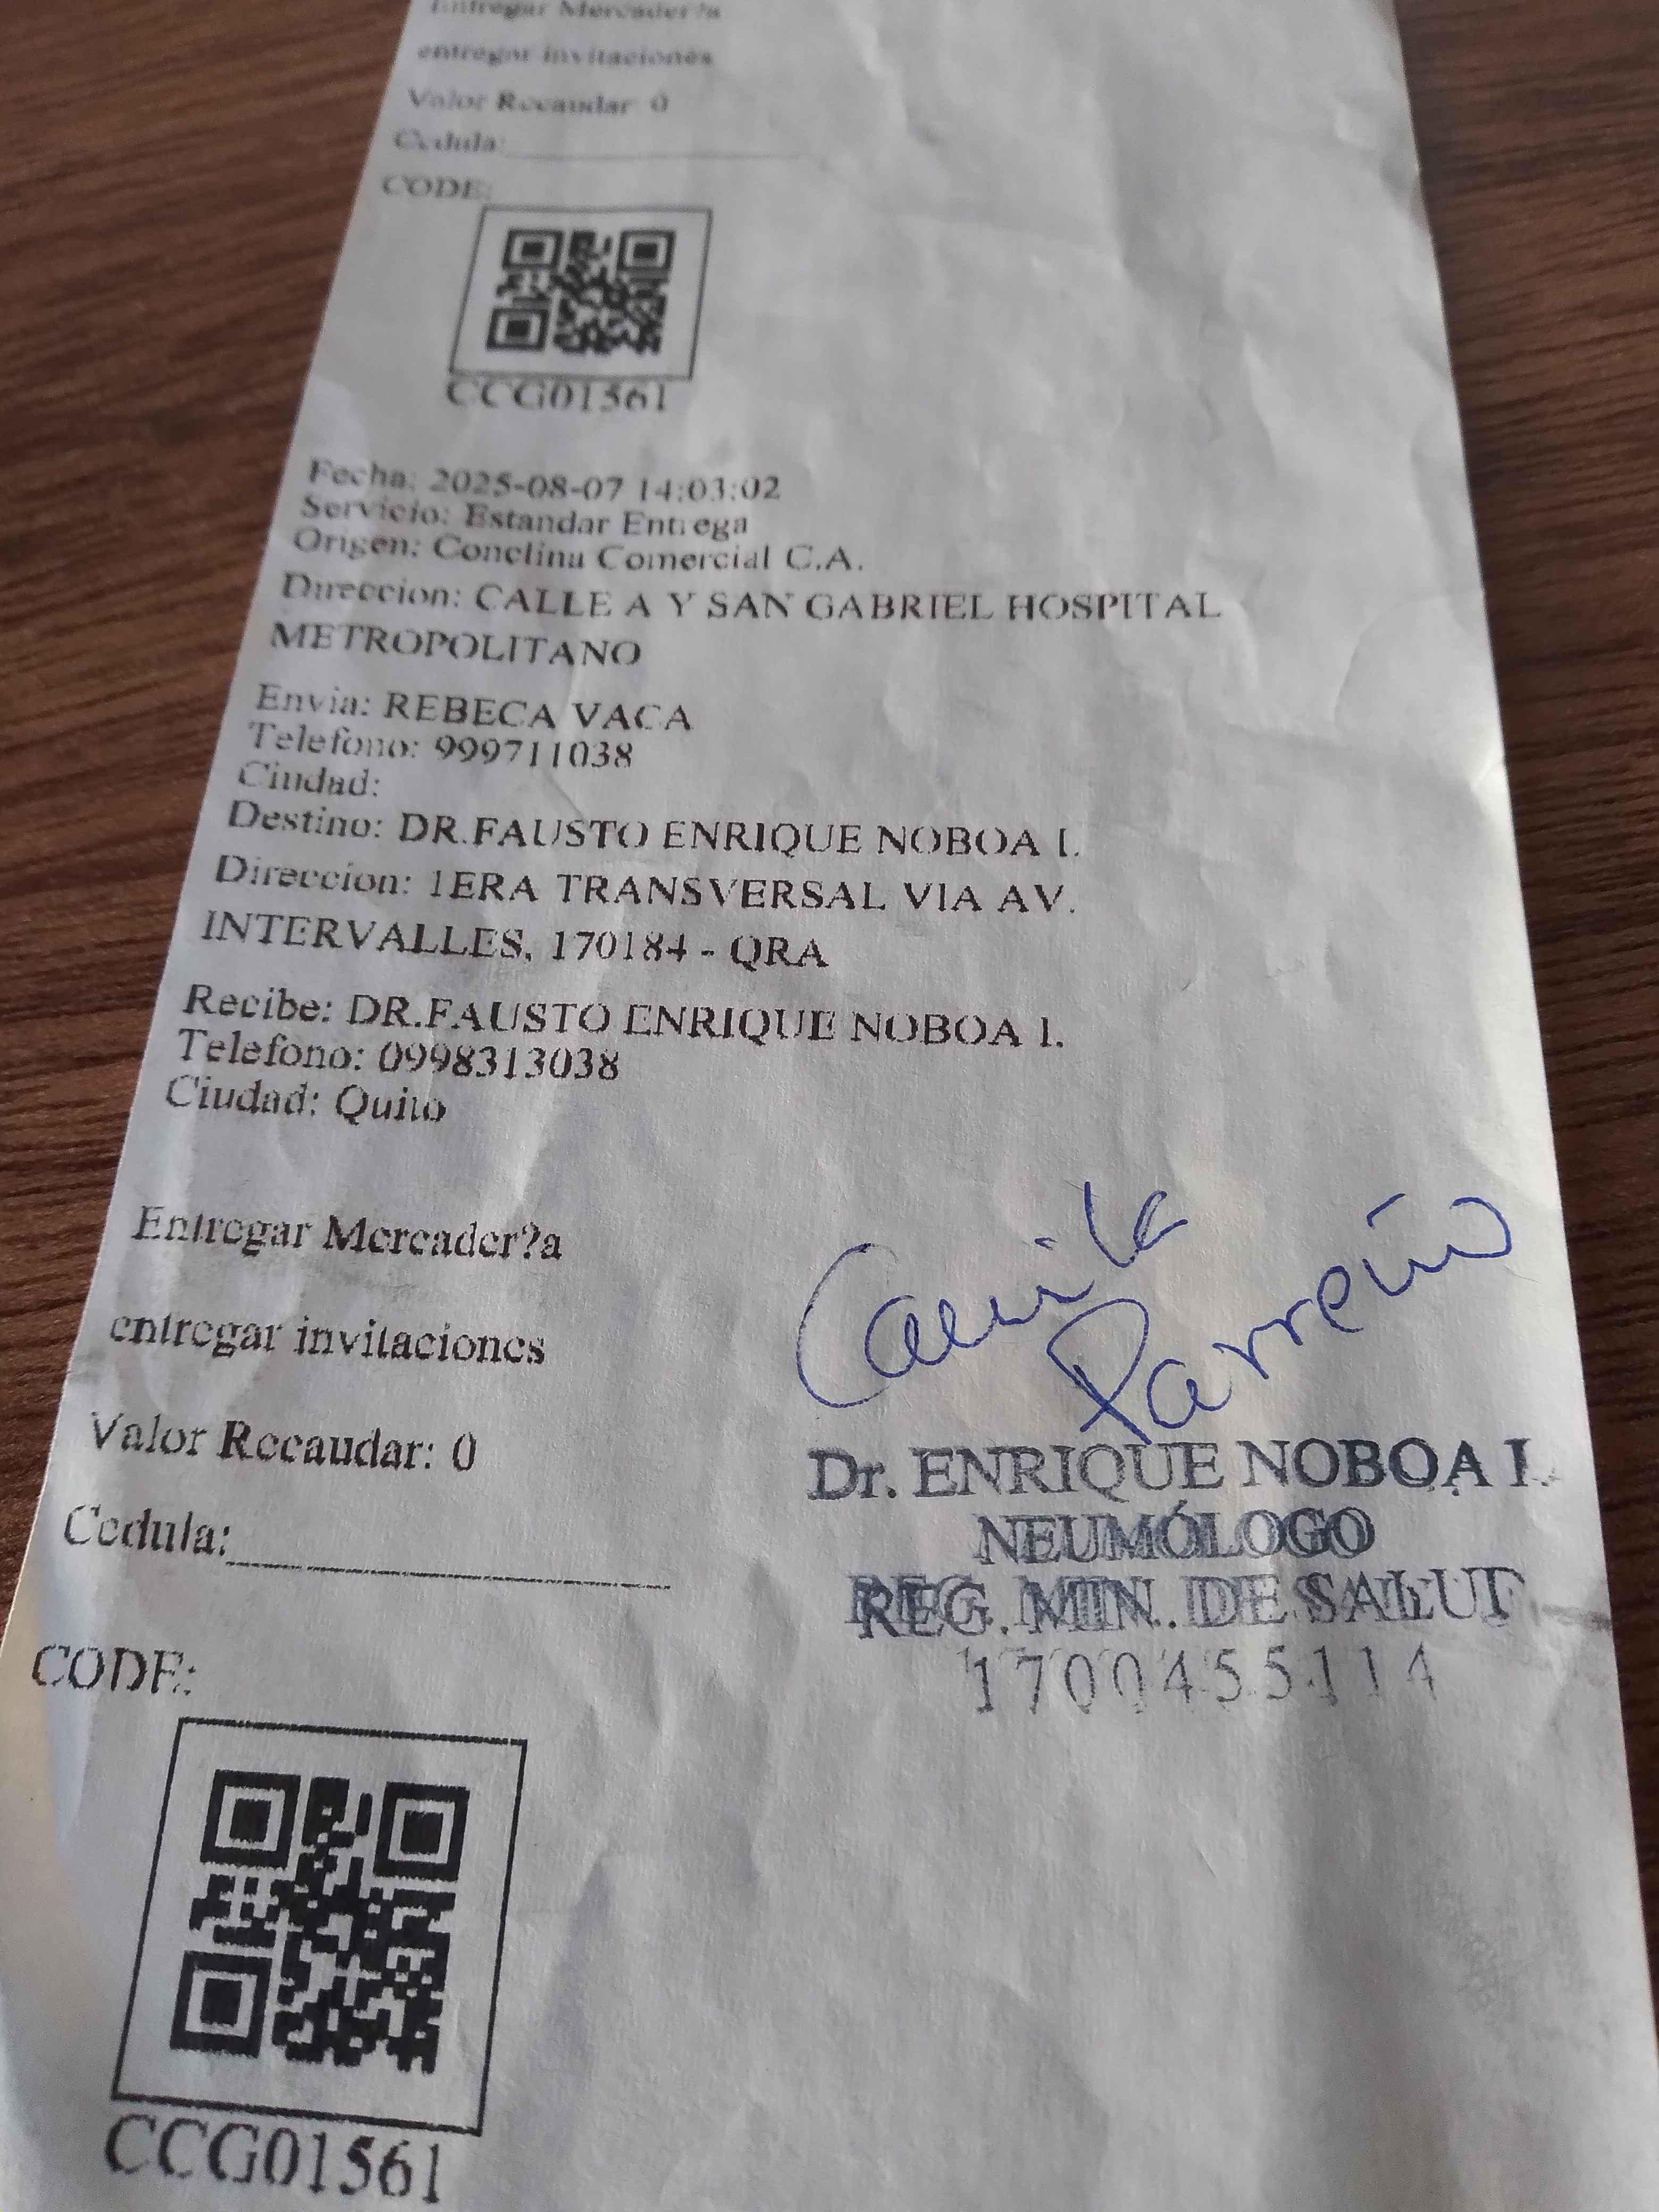 Entregar Mercader?a
entregar invitaciones
Valor Recaudar: 0
Cedula:
CODE:
CCG01561
Fecha: 2025-08-07 14:03:02
Servicio: Estandar Entrega
Origen: Conclina Comercial C.A.
Direccion: CALLE A Y SAN GABRIEL HOSPITAL
METROPOLITANO
Envia: REBECA VACA
Telefono: 999711038
Ciudad:
Destino: DR.FAUSTO ENRIQUE NOBOA I.
Direccion: 1ERA TRANSVERSAL VIA AV.
INTERVALLES, 170184 - QRA
Recibe: DR.FAUSTO ENRIQUE NOBOA I.
Telefono: 0998313038
Ciudad: Quito
Entregar Mercader?a
entregar invitaciones
Valor Recaudar: 0
Cedula:
CODE:
CCG01561
Camila
Parreño
Dr. ENRIQUE NOBOA I.
NEUMÓLOGO
REG. MIN. DE SALUD
1700455114